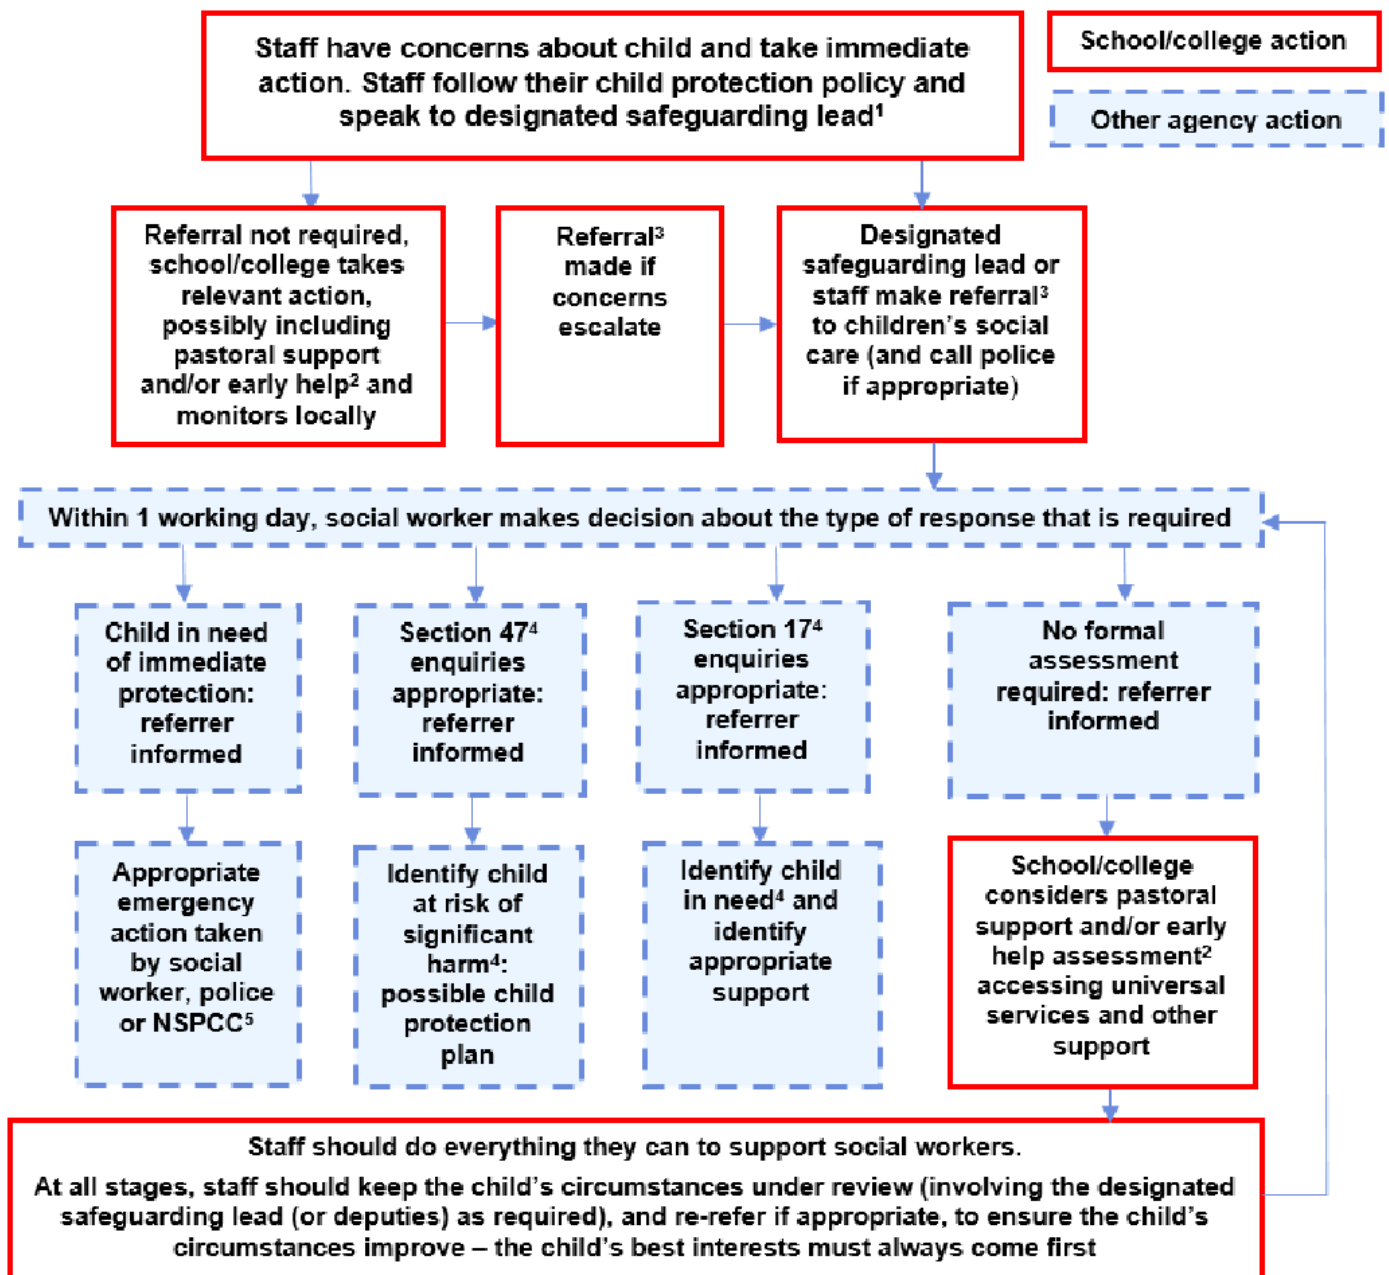 Staff have concerns about child and take immediate
action. Staff follow their child protection policy and
speak to designated safeguarding lead¹
School/college action
Other agency action
Referral not required,
school/college takes
relevant action,
possibly including
pastoral support
and/or early help² and
monitors locally
Referral³
made if
concerns
escalate
Designated
safeguarding lead or
staff make referral³
to children's social
care (and call police
if appropriate)
Within 1 working day, social worker makes decision about the type of response that is required
Child in need
of immediate
protection:
referrer
informed
Section 47⁴
enquiries
appropriate:
referrer
informed
Section 17⁴
enquiries
appropriate:
referrer
informed
No formal
assessment
required: referrer
informed
Appropriate
emergency
action taken
by social
worker, police
or NSPCC⁵
Identify child
at risk of
significant
harm⁴:
possible child
protection
plan
Identify child
in need⁴ and
identify
appropriate
support
School/college
considers pastoral
support and/or early
help assessment²
accessing universal
services and other
support
Staff should do everything they can to support social workers.
At all stages, staff should keep the child's circumstances under review (involving the designated
safeguarding lead (or deputies) as required), and re-refer if appropriate, to ensure the child's
circumstances improve – the child's best interests must always come first